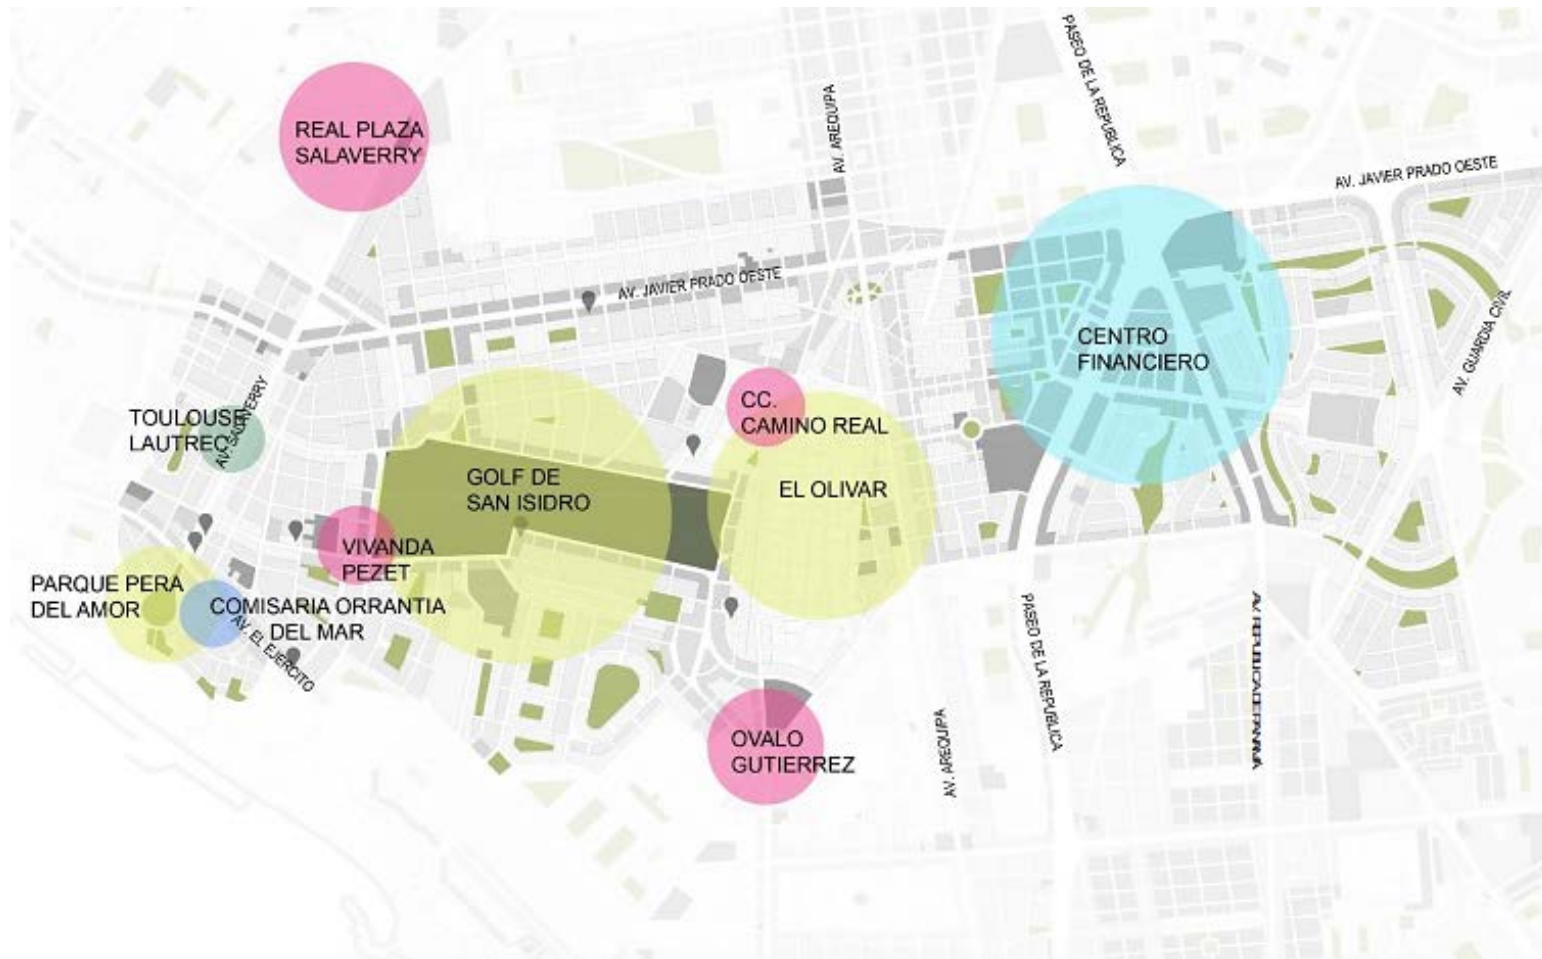 PASEO DE LA REPUBLICA
AV. AREQUIPA
REAL PLAZA
SALAVERRY
AV. JAVIER PRADO OESTE
AV. JAVIER PRADO OESTE
CENTRO
FINANCIERO
AV. GUARDIA CIVIL
TOULOUSE
LAUTREC
AV. SALAVERRY
CC.
CAMINO REAL
GOLF DE
SAN ISIDRO
EL OLIVAR
VIVANDA
PEZET
PARQUE PERA
DEL AMOR
COMISARIA ORRANTIA
DEL MAR
AV. EL EJERCITO
PASEO DE LA REPUBLICA
AV. REPUBLICA DE PANAMA
OVALO
GUTIERREZ
AV. AREQUIPA